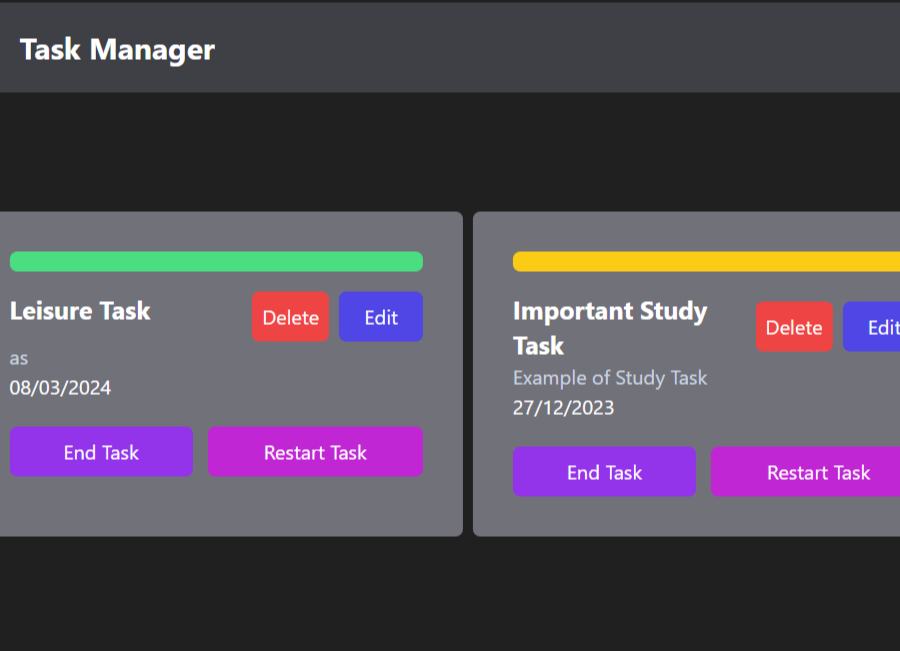 Task Manager
Leisure Task
Delete
Edit
as
08/03/2024
End Task
Restart Task
Important Study
Task
Delete
Edit
Example of Study Task
27/12/2023
End Task
Restart Task